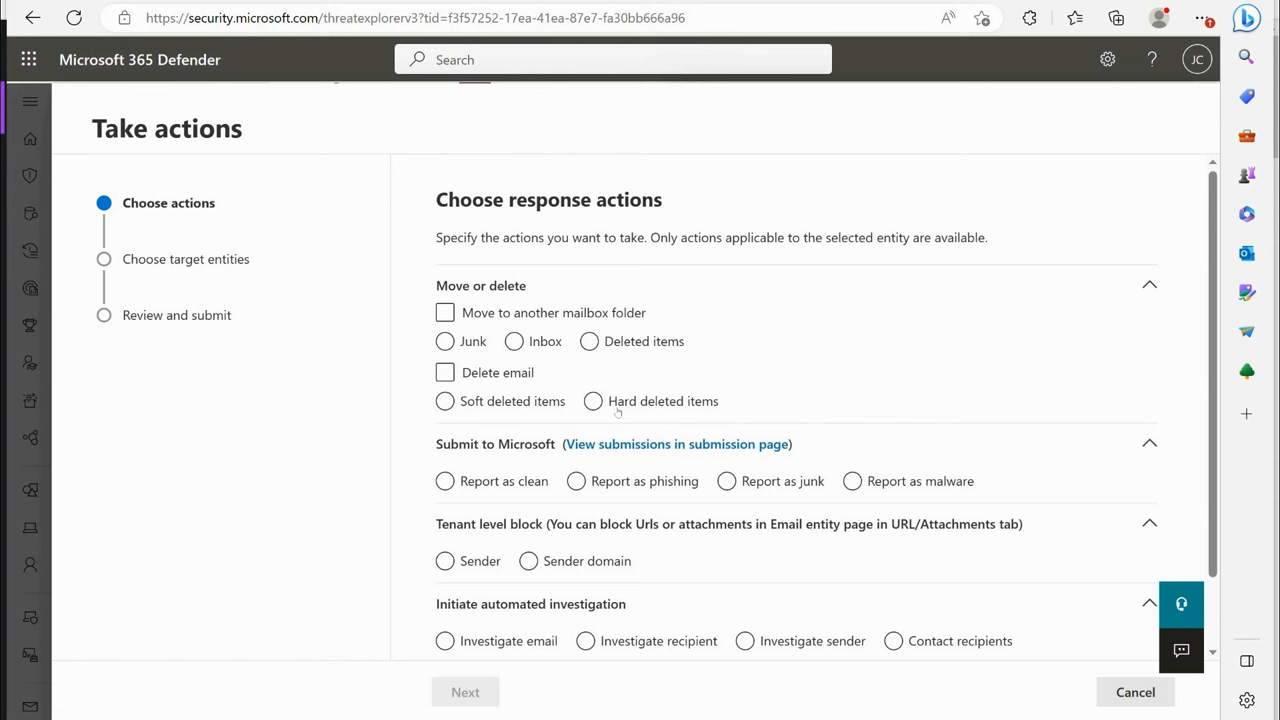 https://security.microsoft.com/threatexplorerv3?tid=f3f57252-17ea-41ea-87e7-fa30bb666a96
Microsoft 365 Defender
Search
JC
Take actions
Choose actions
Choose target entities
Review and submit
Choose response actions
Specify the actions you want to take. Only actions applicable to the selected entity are available.
Move or delete
Move to another mailbox folder
Junk Inbox Deleted items
Delete email
Soft deleted items Hard deleted items
Submit to Microsoft (View submissions in submission page)
Report as clean Report as phishing Report as junk Report as malware
Tenant level block (You can block Urls or attachments in Email entity page in URL/Attachments tab)
Sender Sender domain
Initiate automated investigation
Investigate email Investigate recipient Investigate sender Contact recipients
Next
Cancel